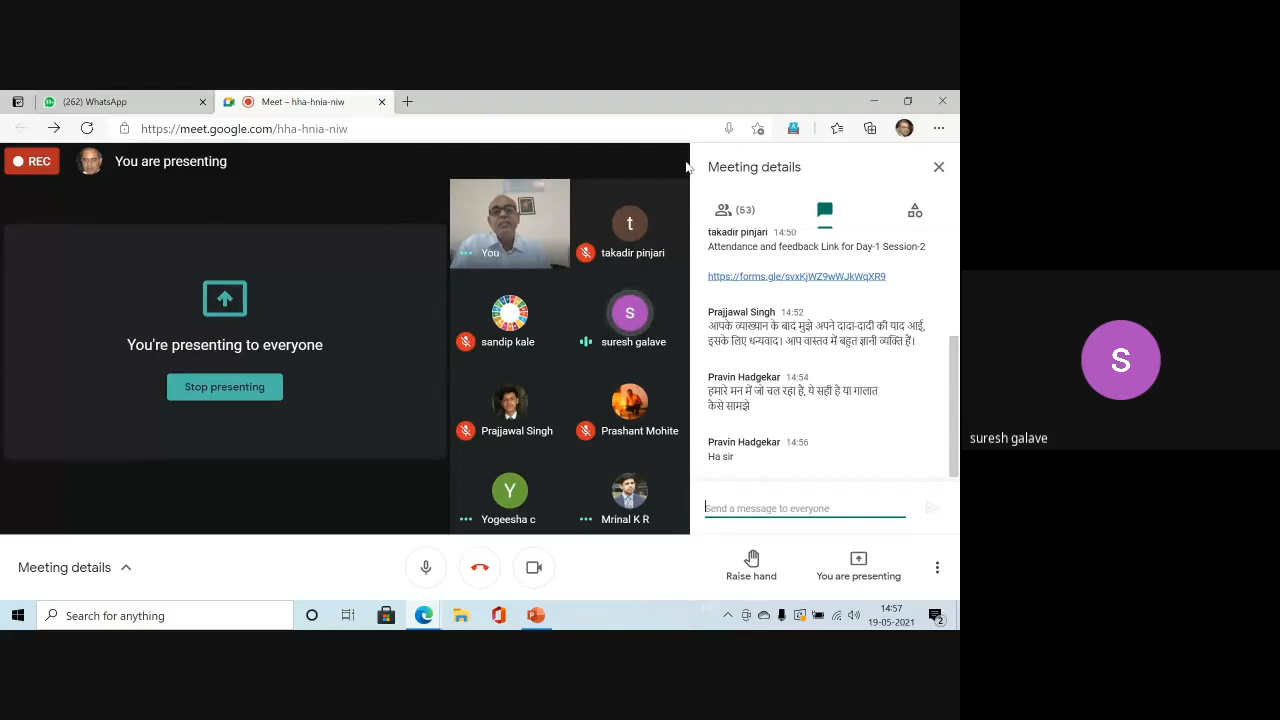 (262) WhatsApp
Meet – hha-hnia-niw
https://meet.google.com/hha-hnia-niw
REC
You are presenting
You're presenting to everyone
Stop presenting
You
t
takadir pinjari
sandip kale
S
suresh galave
Prajjawal Singh
Prashant Mohite
Y
Yogeesha c
Mrinal K R
Meeting details
(53)
takadir pinjari 14:50
Attendance and feedback Link for Day-1 Session-2
https://forms.gle/svxKjWZ9wWJkWqXR9
Prajjawal Singh 14:52
आपके व्याख्यान के बाद मुझे अपने दादा-दादी की याद आई,
इसके लिए धन्यवाद। आप वास्तव में बहुत ज्ञानी व्यक्ति हैं।
Pravin Hadgekar 14:54
हमारे मन में जो चल रहा है, ये सही है या गालात
कैसे सामझे
Pravin Hadgekar 14:56
Ha sir
Send a message to everyone
Meeting details
Raise hand
You are presenting
Search for anything
14:57
19-05-2021
2
S
suresh galave